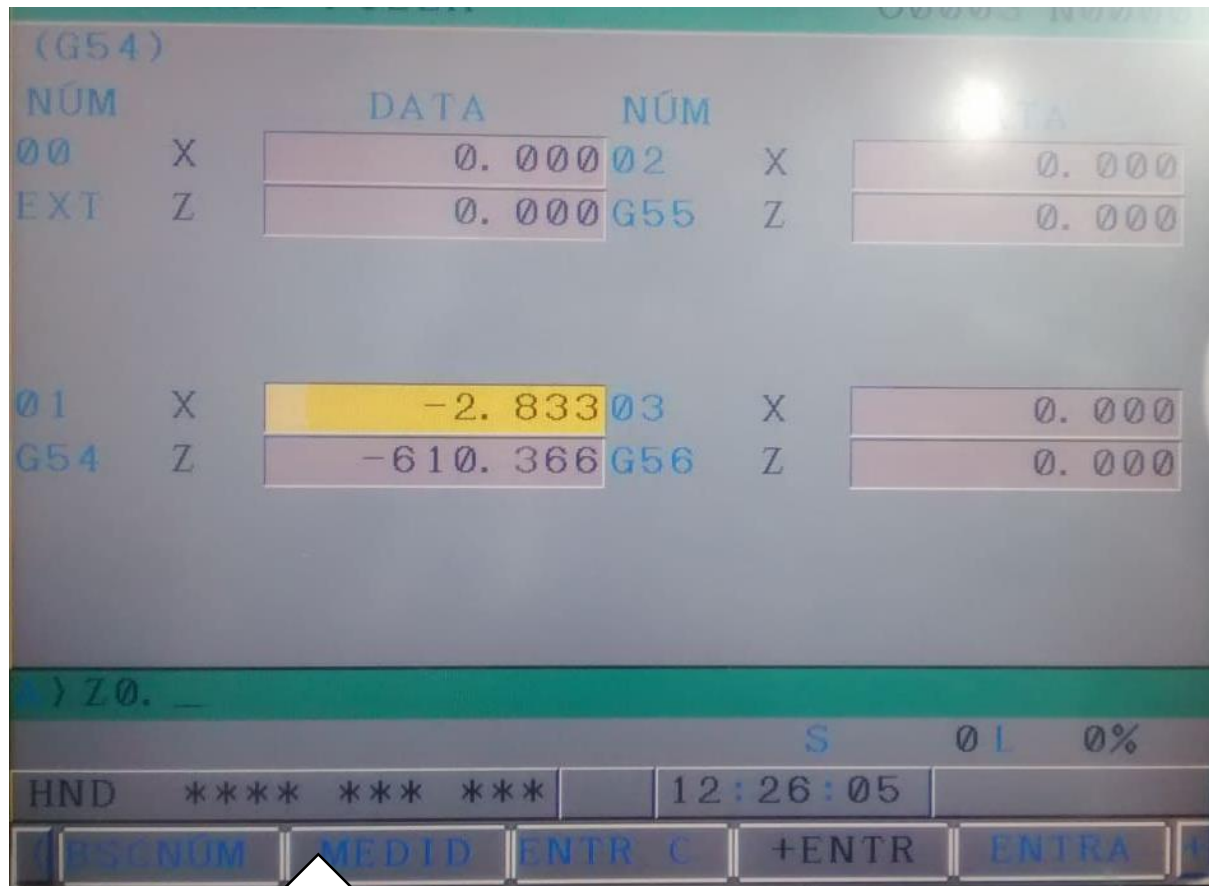 (G54)
NÚM DATA NÚM
00 X 0. 000 02 X 0. 000
EXT Z 0. 000 G55 Z 0. 000
01 X -2. 833 03 X 0. 000
G54 Z -610. 366 G56 Z 0. 000
A) Z0. _
S 0 L 0%
HND **** *** *** 12:26:05
( BSCNÚM MEDID ENTR C +ENTR ENTRA +